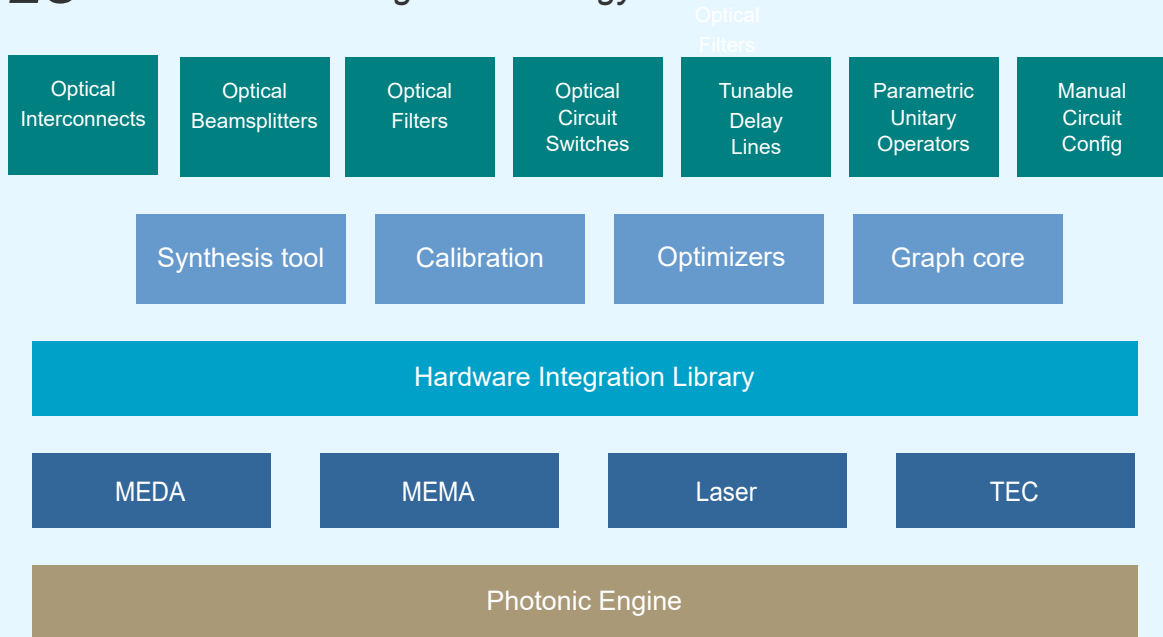 Optical
Filters
Optical
Interconnects
Optical
Beamsplitters
Optical
Filters
Optical
Circuit
Switches
Tunable
Delay
Lines
Parametric
Unitary
Operators
Manual
Circuit
Config
Synthesis tool
Calibration
Optimizers
Graph core
Hardware Integration Library
MEDA
MEMA
Laser
TEC
Photonic Engine